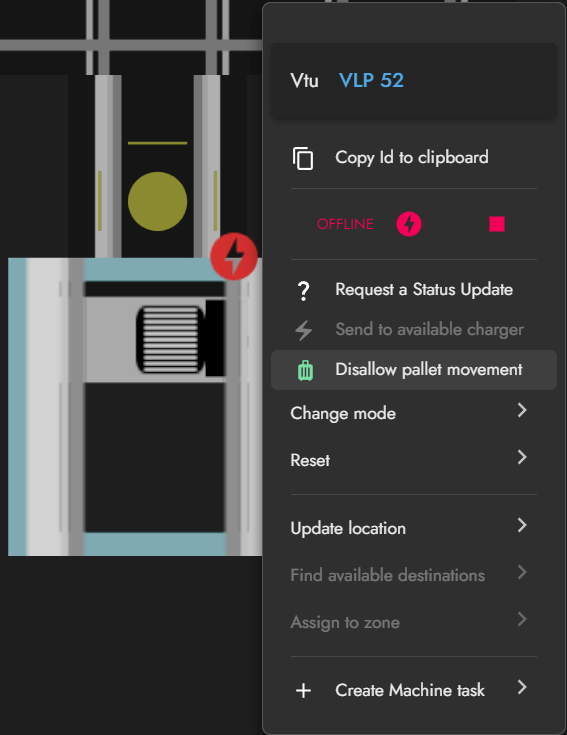 Vtu VLP 52
Copy Id to clipboard
OFFLINE
Request a Status Update
Send to available charger
Disallow pallet movement
Change mode
Reset
Update location
Find available destinations
Assign to zone
Create Machine task